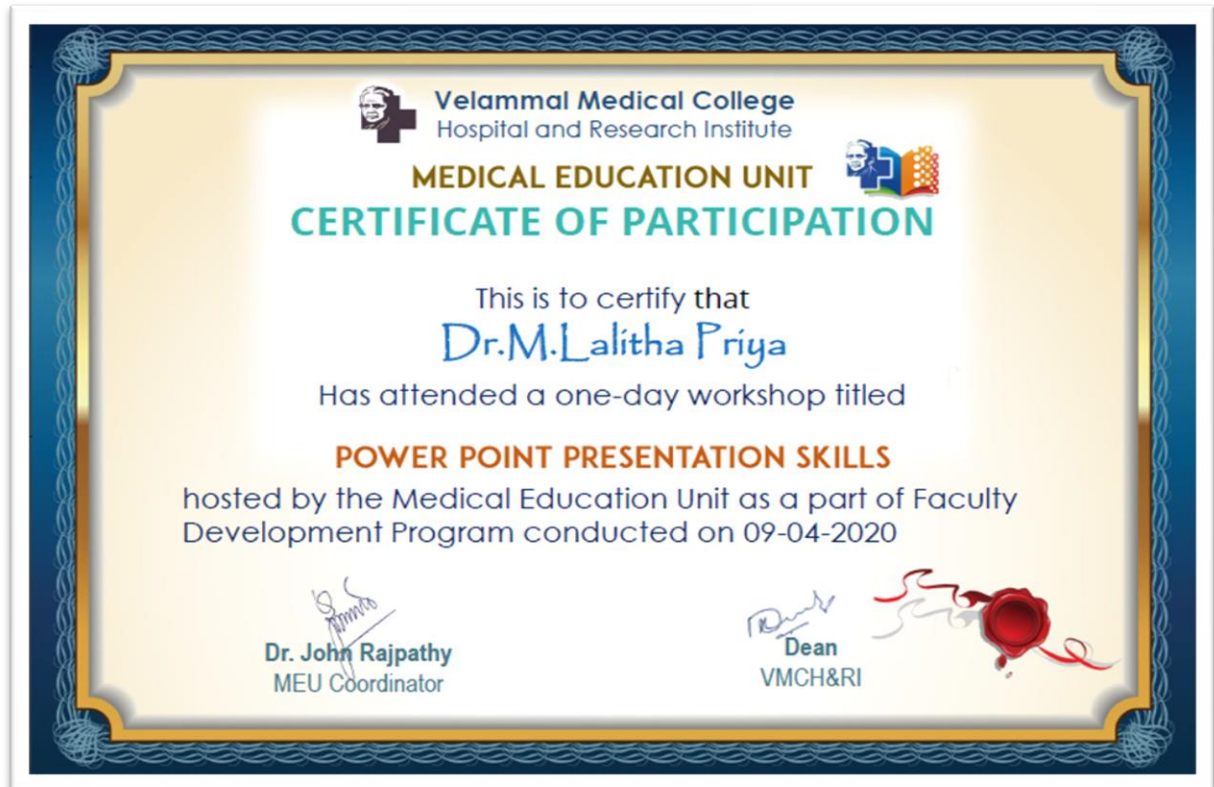 Velammal Medical College
Hospital and Research Institute
MEDICAL EDUCATION UNIT
CERTIFICATE OF PARTICIPATION
This is to certify that
Dr.M.Lalitha Priya
Has attended a one-day workshop titled
POWER POINT PRESENTATION SKILLS
hosted by the Medical Education Unit as a part of Faculty
Development Program conducted on 09-04-2020
Dr. John Rajpathy
MEU Coordinator
Dean
VMCH&RI